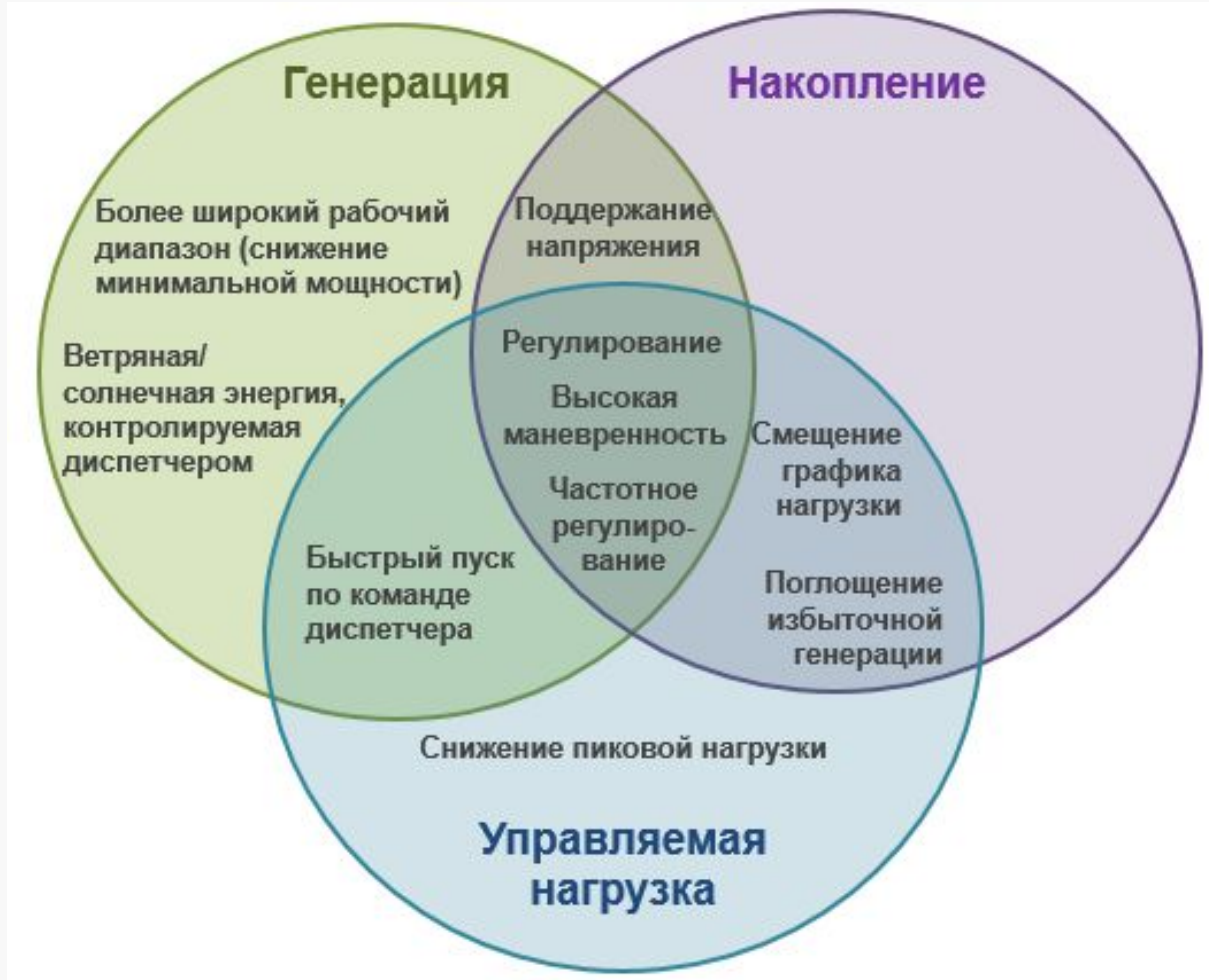 Генерация
Накопление
Более широкий рабочий
диапазон (снижение
минимальной мощности)
Поддержание
напряжения
Ветряная/
солнечная энергия,
контролируемая
диспетчером
Регулирование
Высокая
маневренность
Частотное
регулиро-
вание
Смещение
графика
нагрузки
Быстрый пуск
по команде
диспетчера
Поглощение
избыточной
генерации
Снижение пиковой нагрузки
Управляемая
нагрузка